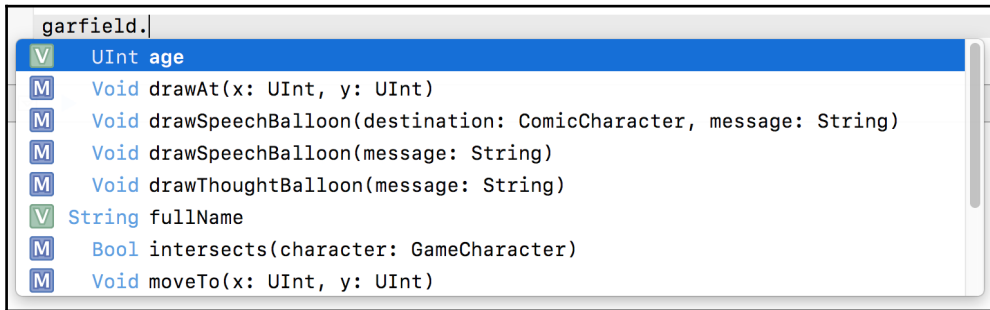 garfield.
V UInt age
M Void drawAt(x: UInt, y: UInt)
M Void drawSpeechBalloon(destination: ComicCharacter, message: String)
M Void drawSpeechBalloon(message: String)
M Void drawThoughtBalloon(message: String)
V String fullName
M Bool intersects(character: GameCharacter)
M Void moveTo(x: UInt, y: UInt)